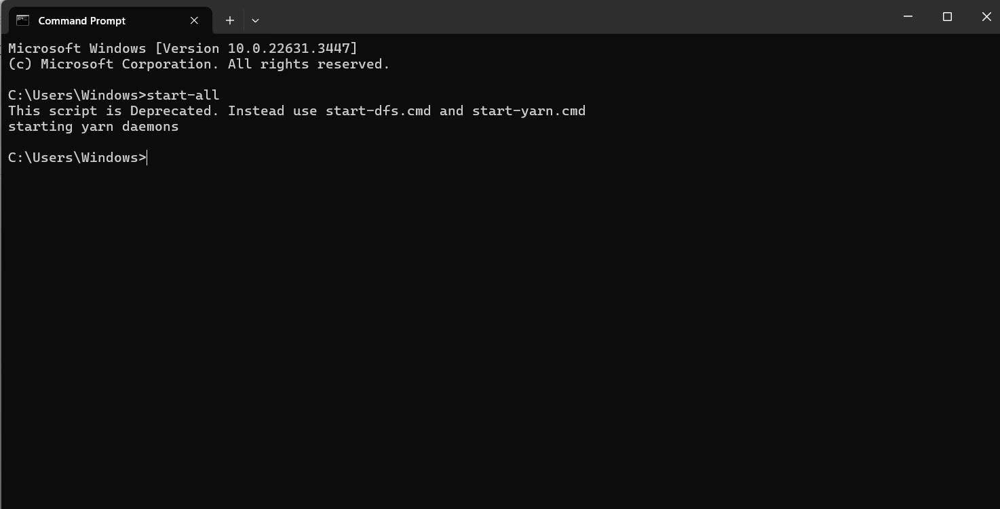 Command Prompt
Microsoft Windows [Version 10.0.22631.3447]
(c) Microsoft Corporation. All rights reserved.
C:\Users\Windows>start-all
This script is Deprecated. Instead use start-dfs.cmd and start-yarn.cmd
starting yarn daemons
C:\Users\Windows>